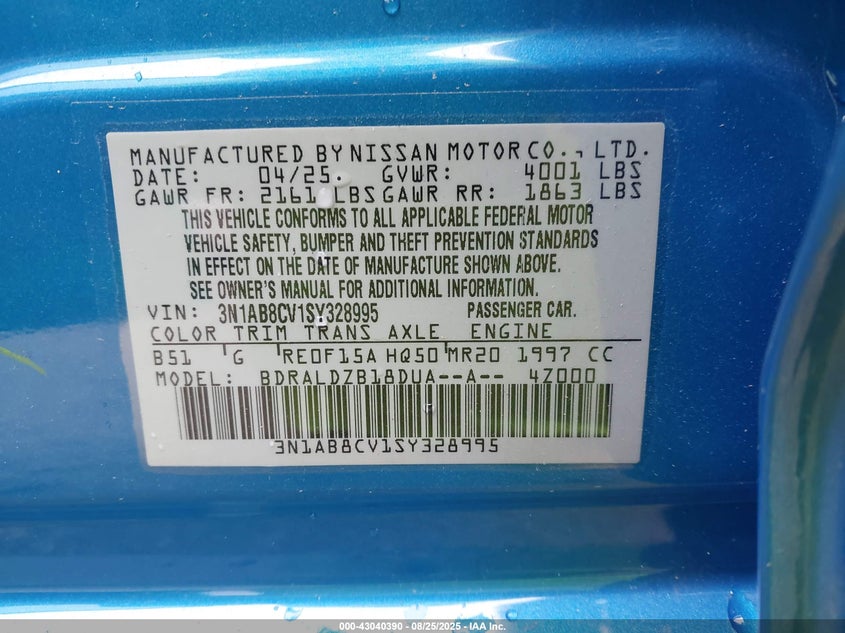 MANUFACTURED BY NISSAN MOTOR CO., LTD.
DATE: 04/25 GVWR: 4001 LBS
GAWR FR: 2161 LBS GAWR RR: 1863 LBS
THIS VEHICLE CONFORMS TO ALL APPLICABLE FEDERAL MOTOR
VEHICLE SAFETY, BUMPER AND THEFT PREVENTION STANDARDS
IN EFFECT ON THE DATE OF MANUFACTURE SHOWN ABOVE.
SEE OWNER'S MANUAL FOR ADDITIONAL INFORMATION.
VIN: 3N1AB8CV1SY328995 PASSENGER CAR.
COLOR TRIM TRANS AXLE ENGINE
B51 G RE0F15A HQ50 MR20 1997 CC
MODEL: BDRALDZB18DUA--A-- 4Z000
3N1AB8CV1SY328995
000-43040390 - 08/25/2025 - IAA Inc.